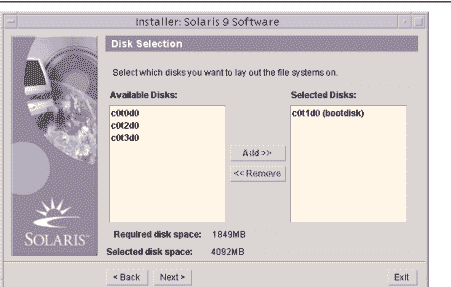 Installer: Solaris 9 Software
Disk Selection
Select which disks you want to lay out the file systems on.
Available Disks:
Selected Disks:
c0t0d0
c0t1d0 (bootdisk)
c0t2d0
c0t3d0
Add >>
<< Remove
Required disk space: 1849MB
Selected disk space: 4092MB
SOLARIS
< Back
Next >
Exit